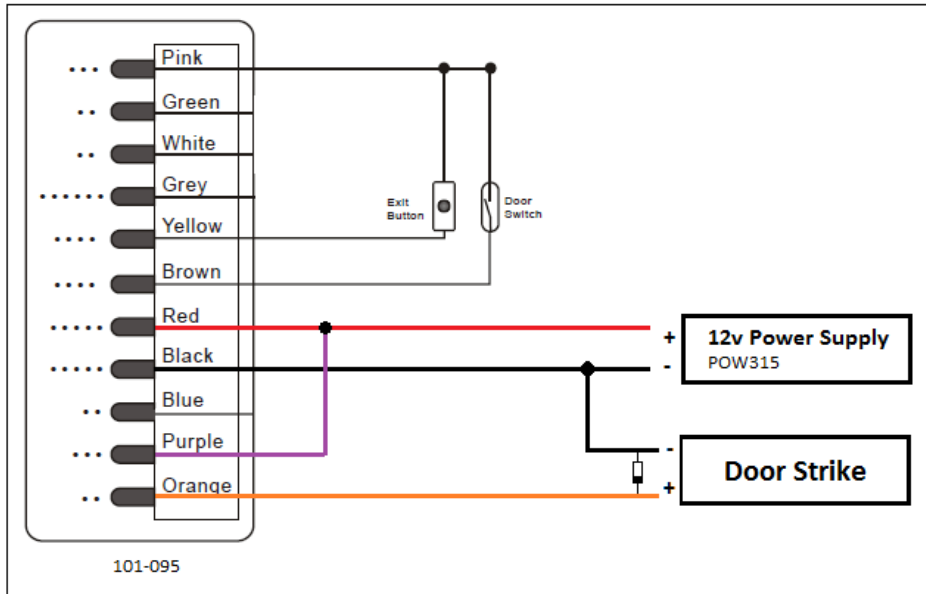 Pink
Green
White
Grey
Exit
Button
Door
Switch
Yellow
Brown
Red
+
12v Power Supply
Black
-
POW315
Blue
Purple
-
Door Strike
Orange
+
101-095